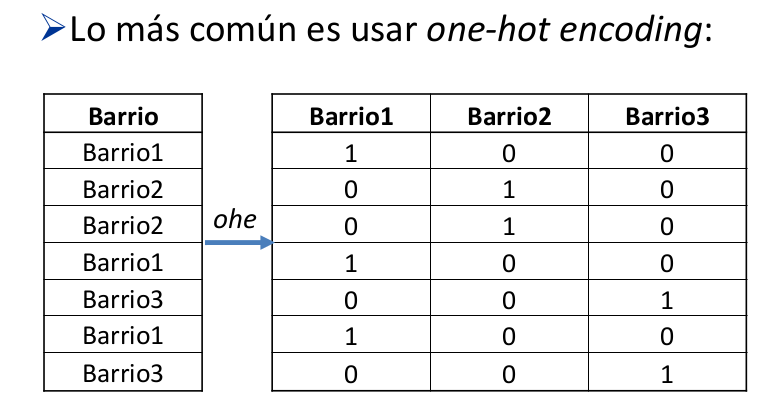 ➢Lo más común es usar one-hot encoding:
Barrio Barrio1 Barrio2 Barrio3
Barrio1 1 0 0
Barrio2 0 1 0
Barrio2 0 1 0
ohe
Barrio1 1 0 0
Barrio3 0 0 1
Barrio1 1 0 0
Barrio3 0 0 1